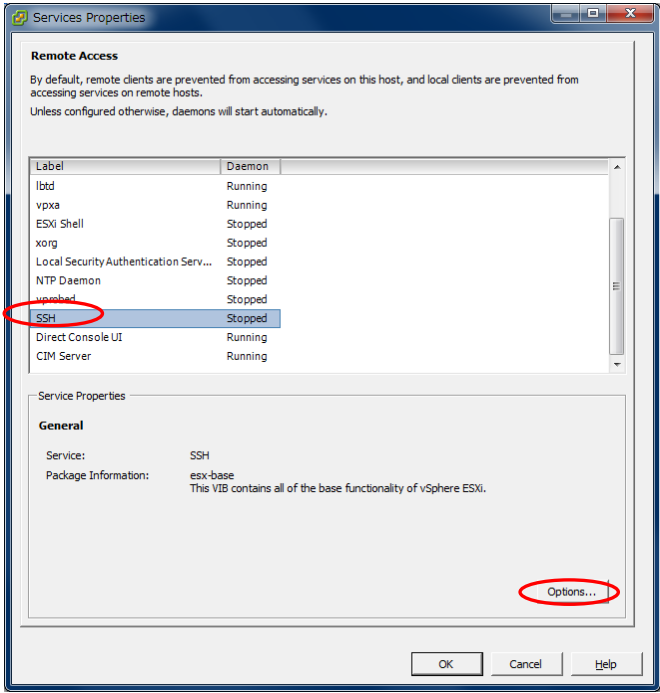 Services Properties
Remote Access
By default, remote clients are prevented from accessing services on this host, and local clients are prevented from
accessing services on remote hosts.
Unless configured otherwise, daemons will start automatically.
Label Daemon
lbtd Running
vpxa Running
ESXi Shell Stopped
xorg Stopped
Local Security Authentication Serv... Stopped
NTP Daemon Stopped
vprobed Stopped
SSH Stopped
Direct Console UI Running
CIM Server Running
Service Properties
General
Service: SSH
Package Information: esx-base
This VIB contains all of the base functionality of vSphere ESXi.
Options...
OK Cancel Help